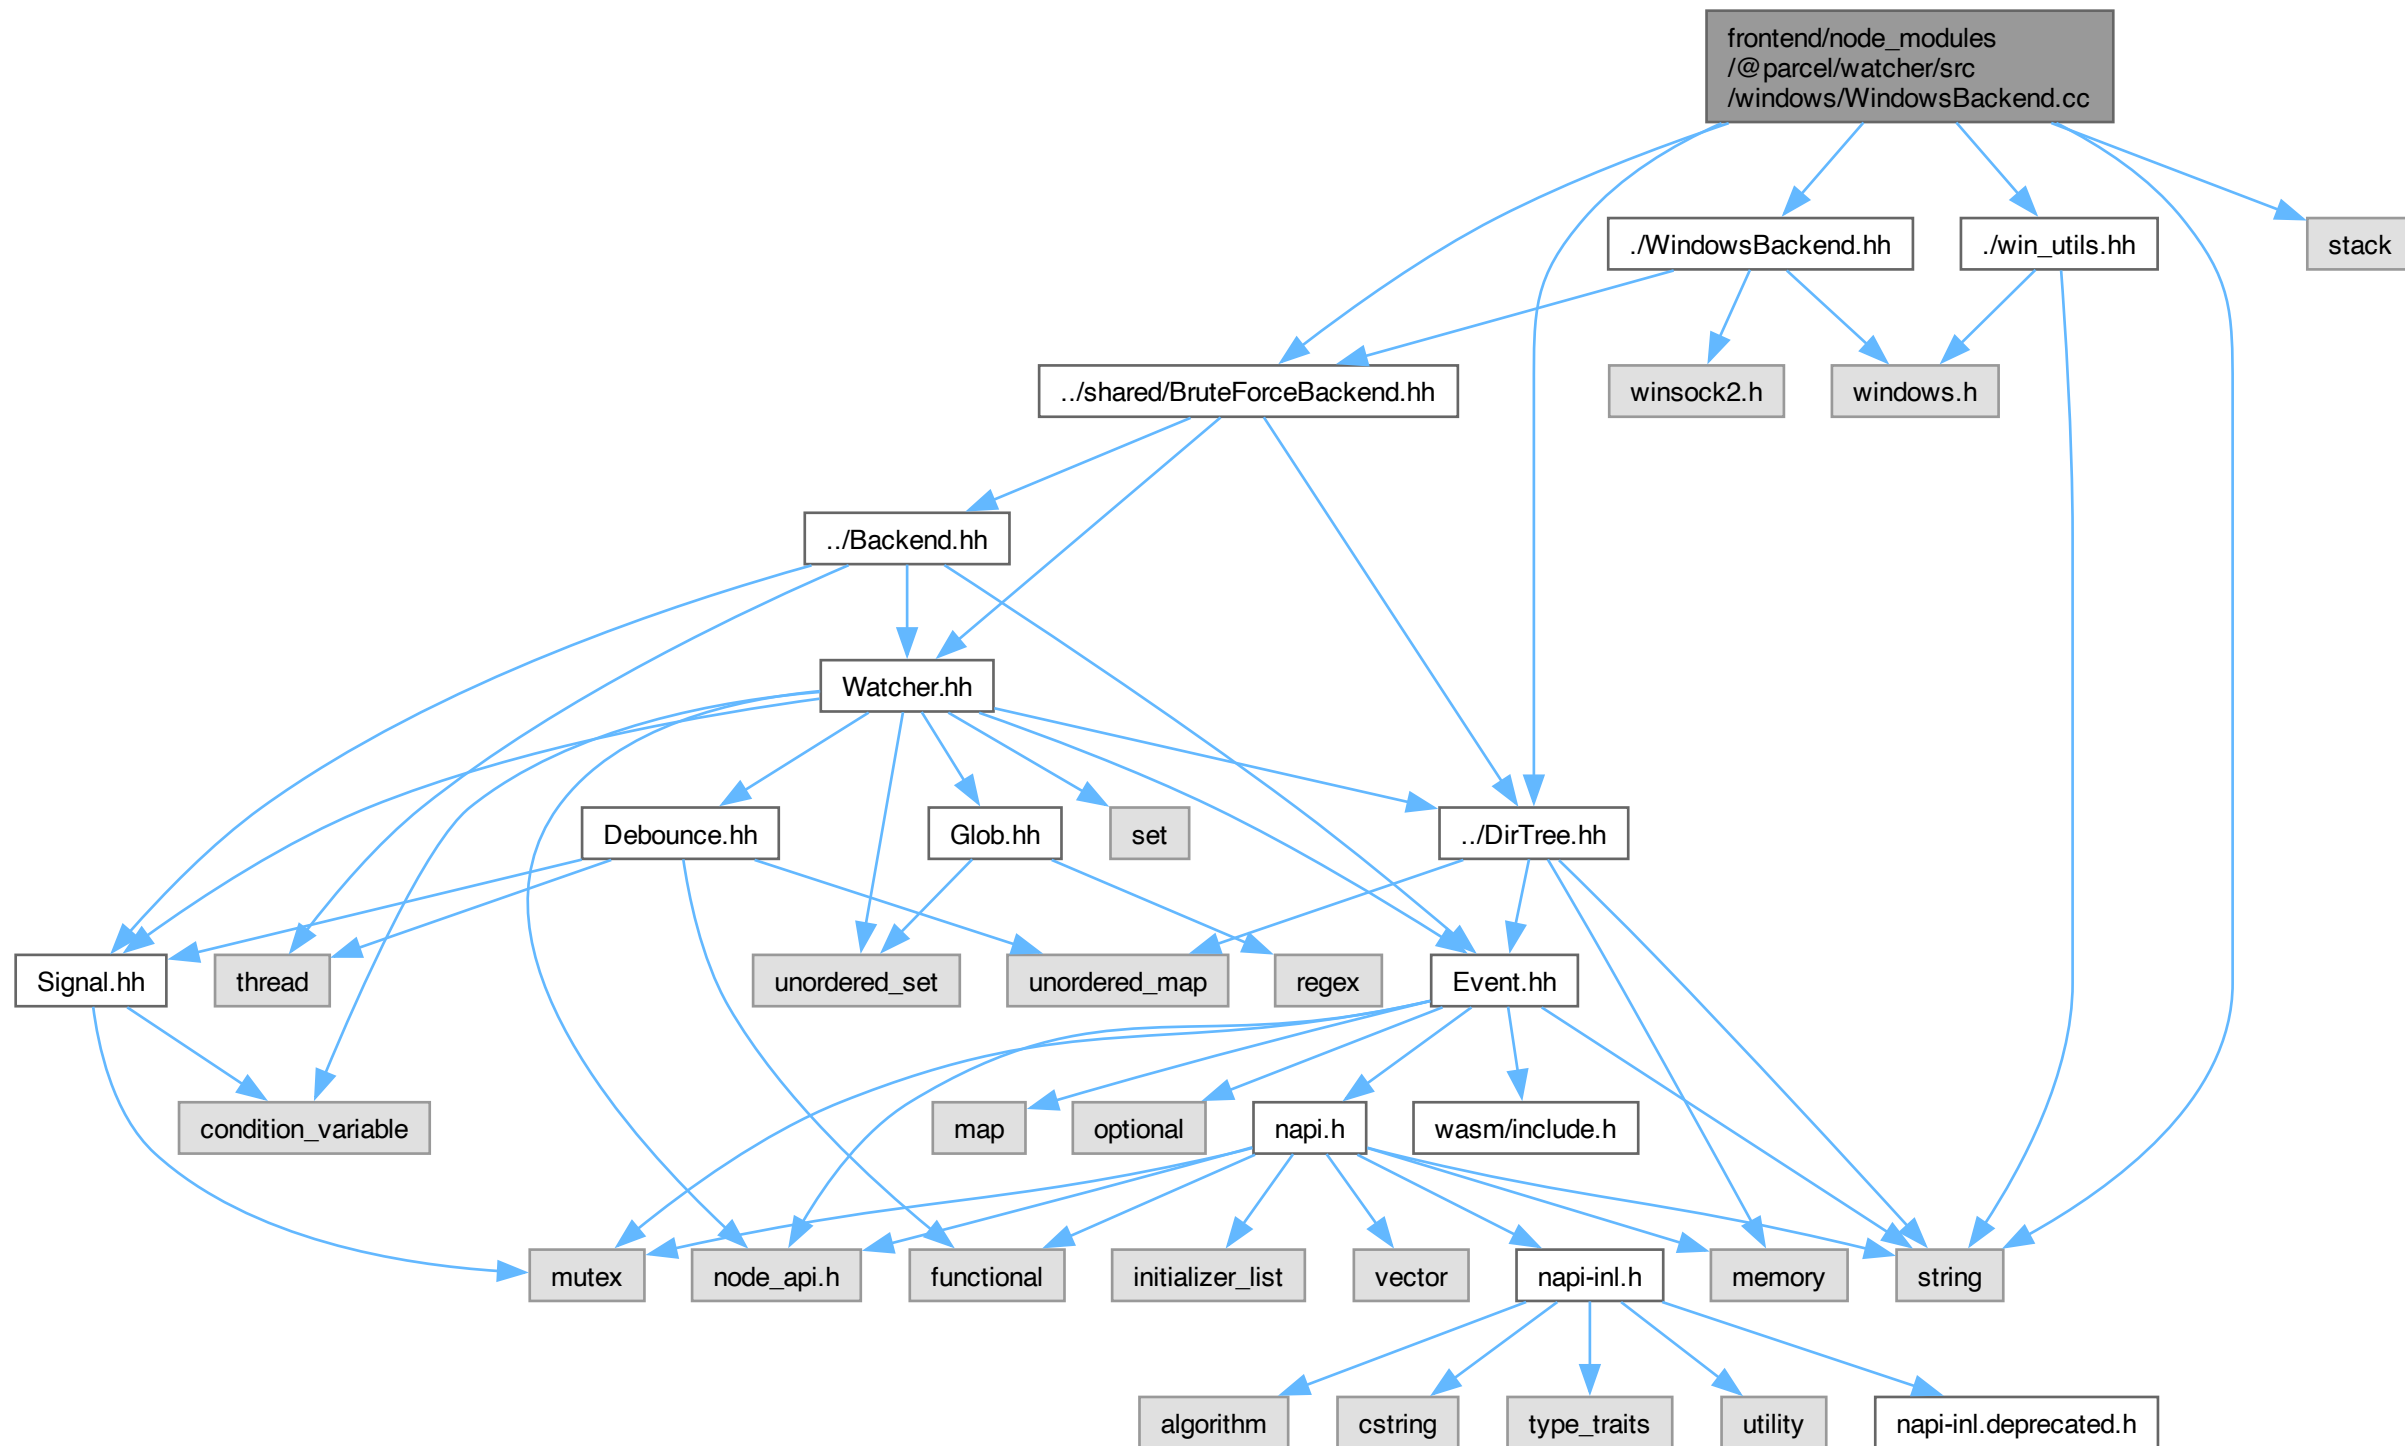 frontend/node_modules
/@parcel/watcher/src
/windows/WindowsBackend.cc
./WindowsBackend.hh
./win_utils.hh
stack
../shared/BruteForceBackend.hh
winsock2.h
windows.h
../Backend.hh
Watcher.hh
Debounce.hh
Glob.hh
set
../DirTree.hh
Signal.hh
thread
unordered_set
unordered_map
regex
Event.hh
condition_variable
map
optional
napi.h
wasm/include.h
mutex
node_api.h
functional
initializer_list
vector
napi-inl.h
memory
string
algorithm
cstring
type_traits
utility
napi-inl.deprecated.h